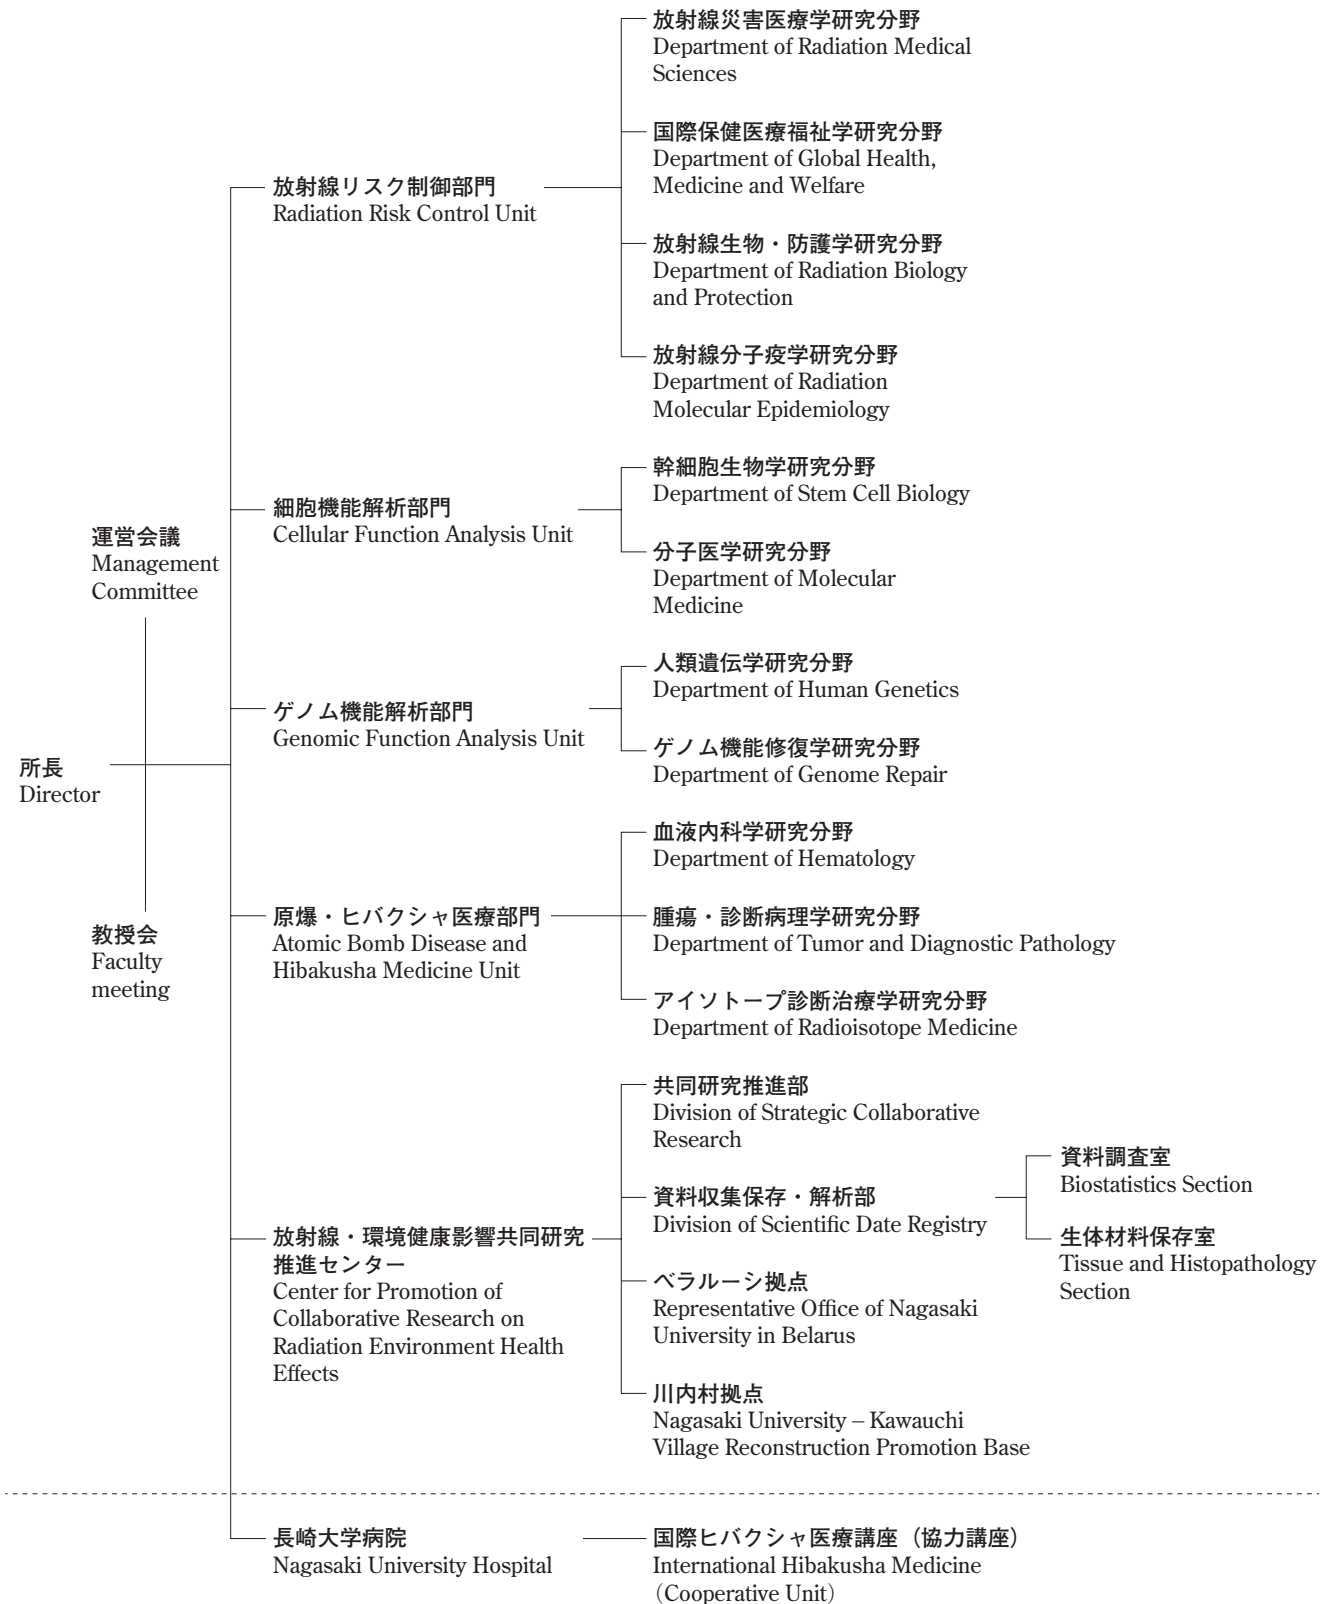 所長
Director
運営会議
Management
Committee
教授会
Faculty
meeting
放射線リスク制御部門
Radiation Risk Control Unit
放射線災害医療学研究分野
Department of Radiation Medical
Sciences
国際保健医療福祉学研究分野
Department of Global Health,
Medicine and Welfare
放射線生物・防護学研究分野
Department of Radiation Biology
and Protection
放射線分子疫学研究分野
Department of Radiation
Molecular Epidemiology
細胞機能解析部門
Cellular Function Analysis Unit
幹細胞生物学研究分野
Department of Stem Cell Biology
分子医学研究分野
Department of Molecular
Medicine
ゲノム機能解析部門
Genomic Function Analysis Unit
人類遺伝学研究分野
Department of Human Genetics
ゲノム機能修復学研究分野
Department of Genome Repair
原爆・ヒバクシャ医療部門
Atomic Bomb Disease and
Hibakusha Medicine Unit
血液内科学研究分野
Department of Hematology
腫瘍・診断病理学研究分野
Department of Tumor and Diagnostic Pathology
アイソトープ診断治療学研究分野
Department of Radioisotope Medicine
放射線・環境健康影響共同研究
推進センター
Center for Promotion of
Collaborative Research on
Radiation Environment Health
Effects
共同研究推進部
Division of Strategic Collaborative
Research
資料収集保存・解析部
Division of Scientific Date Registry
資料調査室
Biostatistics Section
生体材料保存室
Tissue and Histopathology
Section
ベラルーシ拠点
Representative Office of Nagasaki
University in Belarus
川内村拠点
Nagasaki University – Kawauchi
Village Reconstruction Promotion Base
長崎大学病院
Nagasaki University Hospital
国際ヒバクシャ医療講座（協力講座）
International Hibakusha Medicine
（Cooperative Unit）